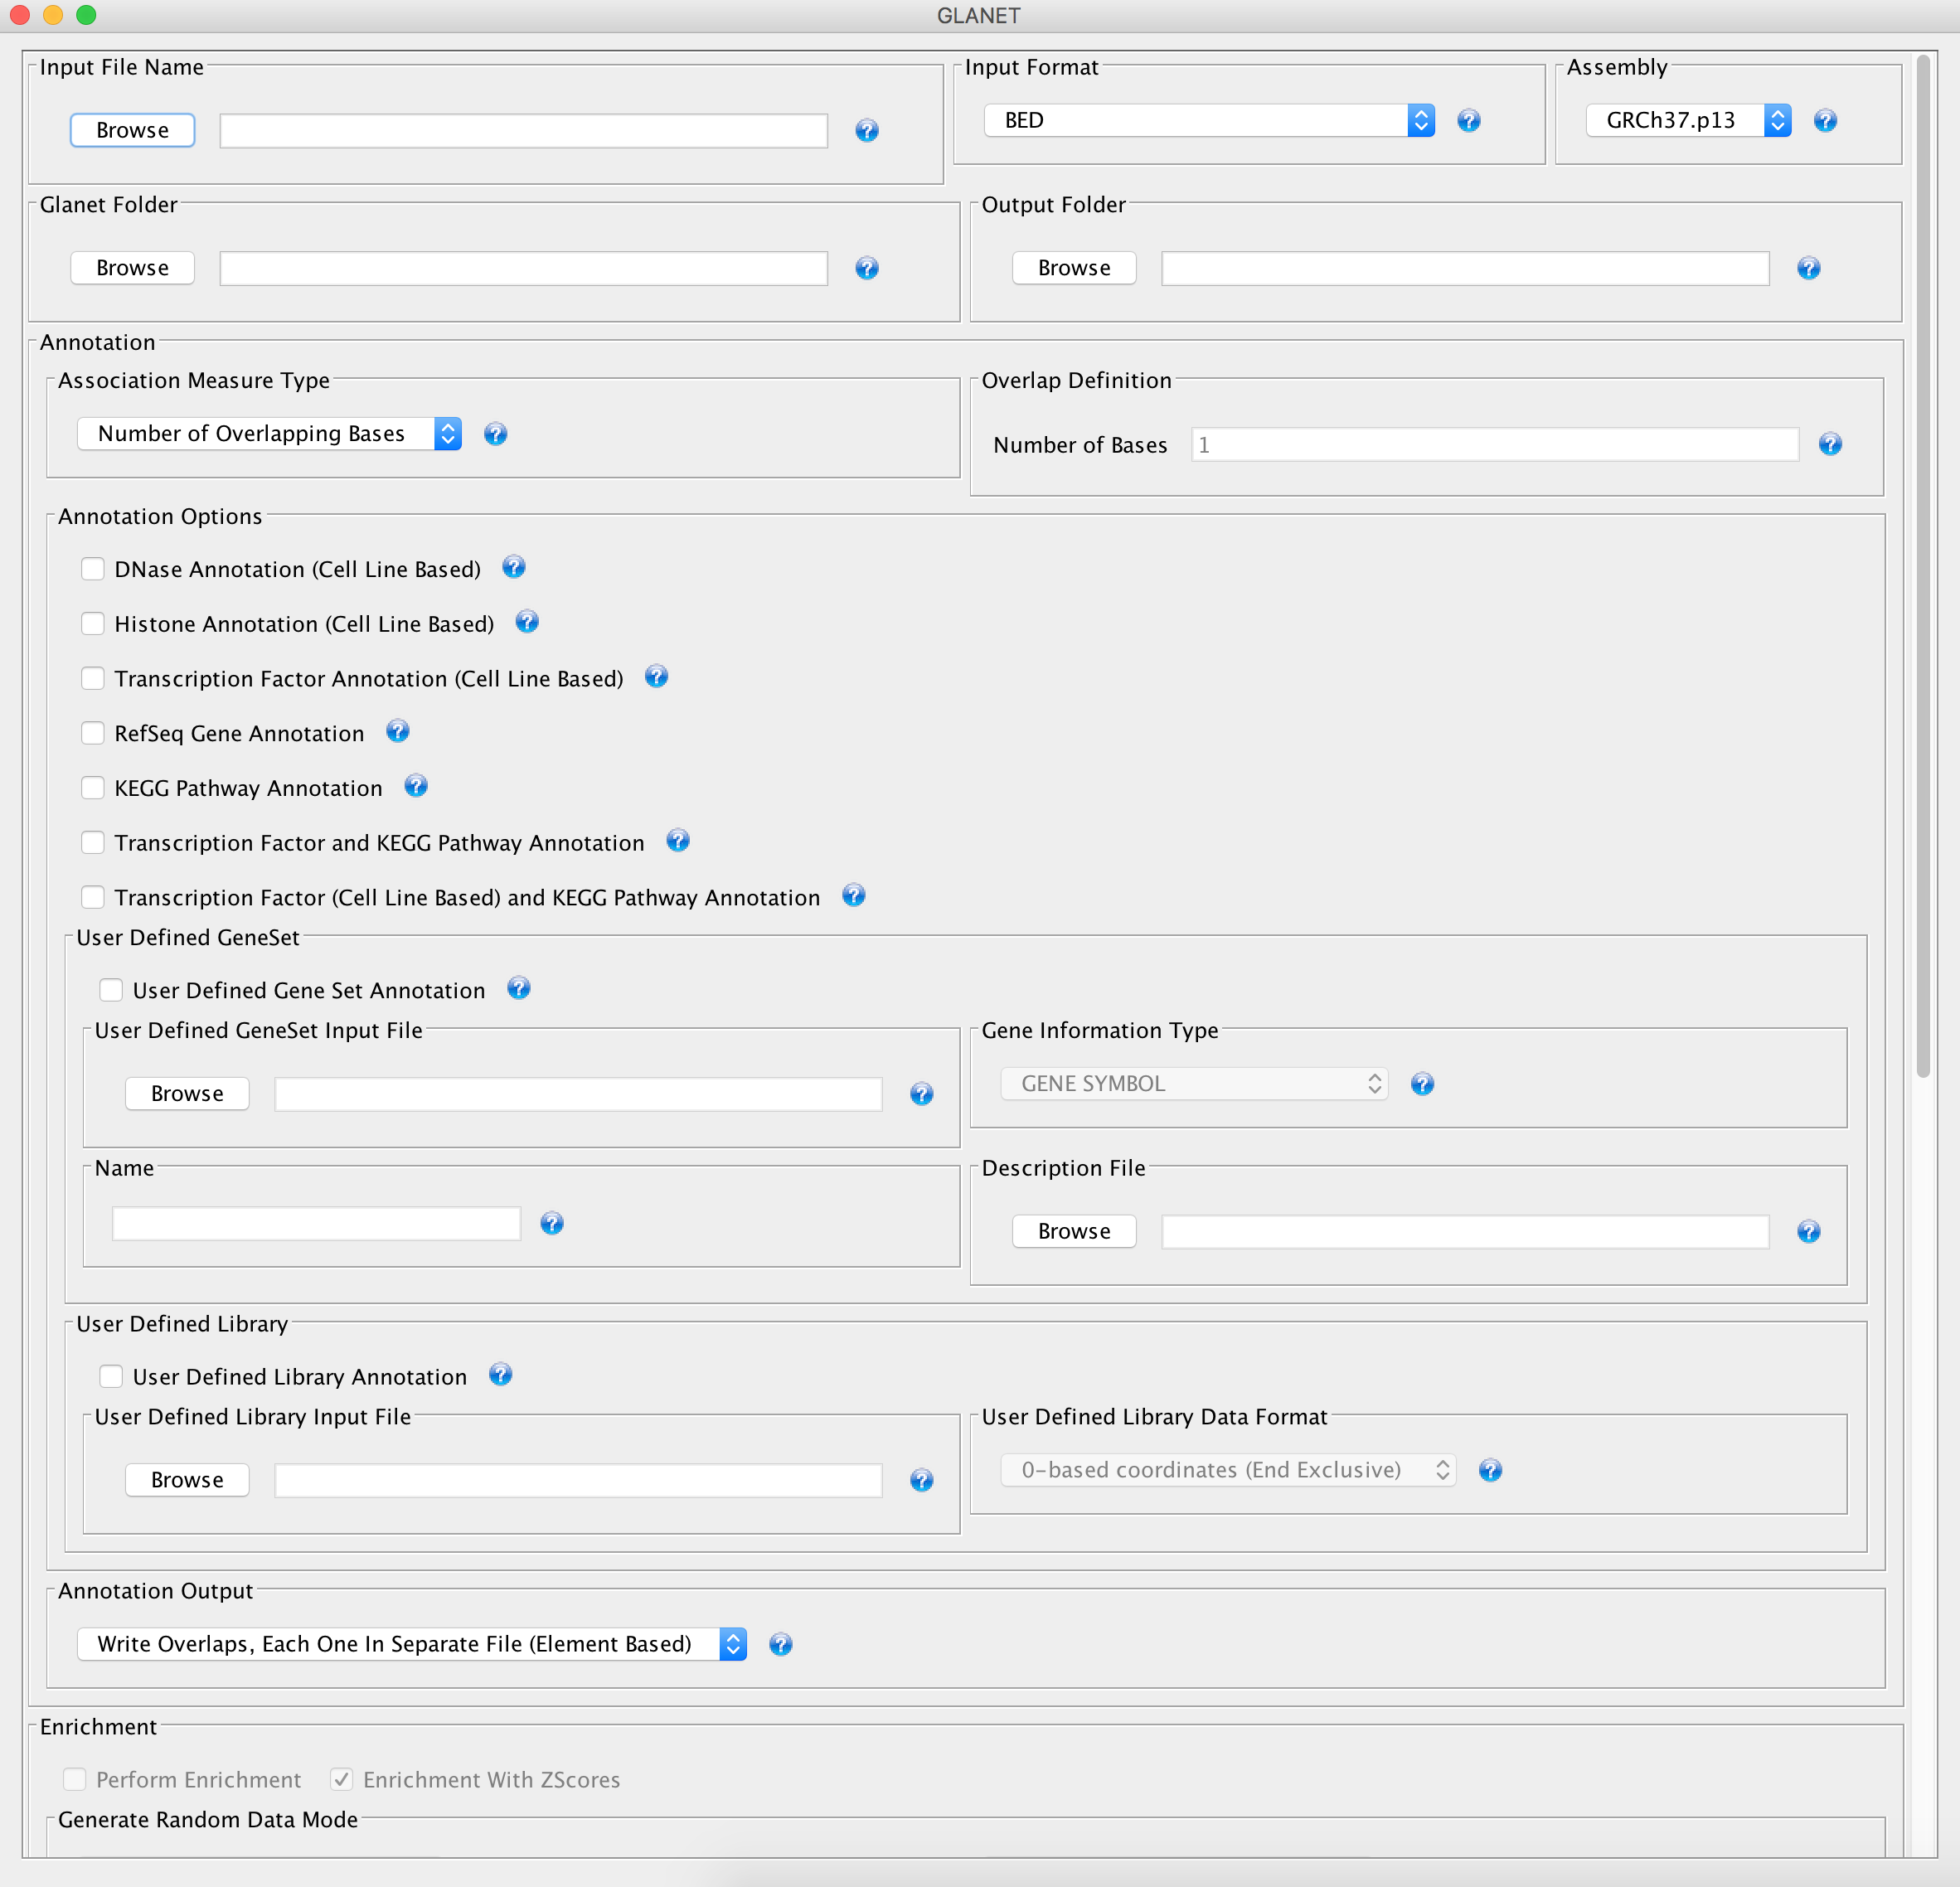 GLANET
Input File Name
Input Format
Assembly
Browse
BED
GRCh37.p13
Glanet Folder
Output Folder
Browse
Browse
Annotation
Association Measure Type
Overlap Definition
Number of Overlapping Bases
Number of Bases 1
Annotation Options
DNase Annotation (Cell Line Based)
Histone Annotation (Cell Line Based)
Transcription Factor Annotation (Cell Line Based)
RefSeq Gene Annotation
KEGG Pathway Annotation
Transcription Factor and KEGG Pathway Annotation
Transcription Factor (Cell Line Based) and KEGG Pathway Annotation
User Defined GeneSet
User Defined Gene Set Annotation
User Defined GeneSet Input File
Gene Information Type
Browse
GENE SYMBOL
Name
Description File
Browse
User Defined Library
User Defined Library Annotation
User Defined Library Input File
User Defined Library Data Format
Browse
0-based coordinates (End Exclusive)
Annotation Output
Write Overlaps, Each One In Separate File (Element Based)
Enrichment
Perform Enrichment
Enrichment With ZScores
Generate Random Data Mode